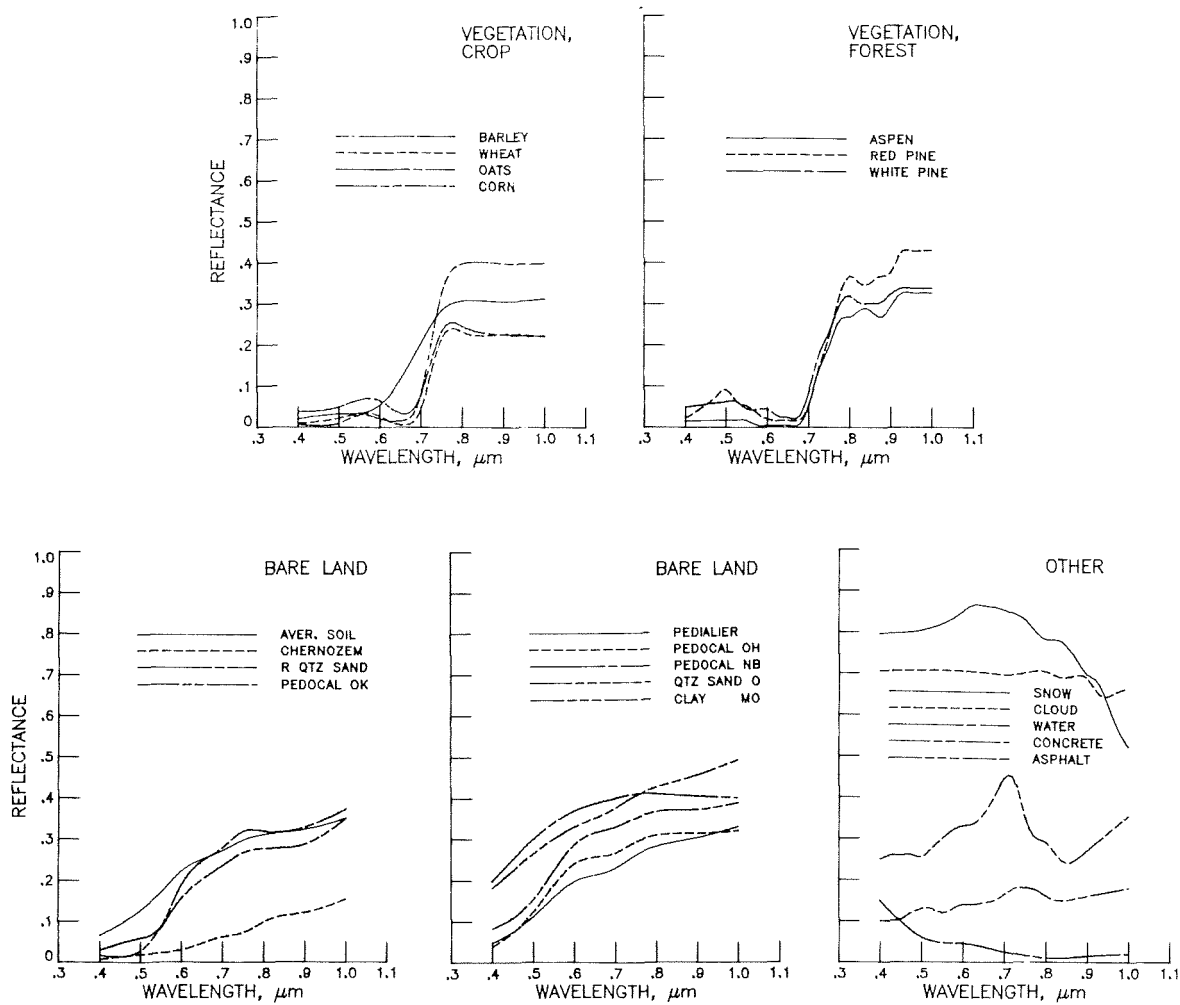 VEGETATION,
CROP
1.0
.9
.8
.7
.6
.5
.4
.3
.2
.1
0
REFLECTANCE
BARLEY
WHEAT
OATS
CORN
.3 .4 .5 .6 .7 .8 .9 1.0 1.1
WAVELENGTH, μm
VEGETATION,
FOREST
ASPEN
RED PINE
WHITE PINE
.3 .4 .5 .6 .7 .8 .9 1.0 1.1
WAVELENGTH, μm
BARE LAND
1.0
.9
.8
.7
.6
.5
.4
.3
.2
.1
0
REFLECTANCE
AVER. SOIL
CHERNOZEM
R QTZ SAND
PEDOCAL OK
.3 .4 .5 .6 .7 .8 .9 1.0 1.1
WAVELENGTH, μm
BARE LAND
PEDIALIER
PEDOCAL OH
PEDOCAL NB
QTZ SAND O
CLAY MO
.3 .4 .5 .6 .7 .8 .9 1.0 1.1
WAVELENGTH, μm
OTHER
SNOW
CLOUD
WATER
CONCRETE
ASPHALT
.3 .4 .5 .6 .7 .8 .9 1.0 1.1
WAVELENGTH, μm